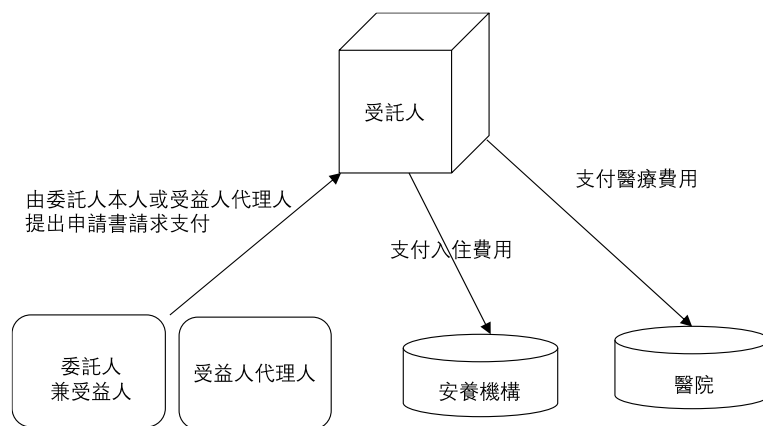 受託人
由委託人本人或受益人代理人
提出申請書請求支付
支付醫療費用
支付入住費用
委託人
兼受益人
受益人代理人
安養機構
醫院